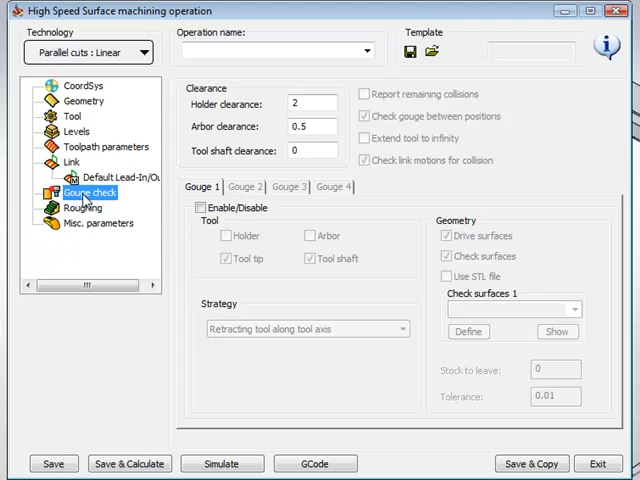 High Speed Surface machining operation
Technology
Parallel cuts : Linear
Operation name:
Template
CoordSys
Geometry
Tool
Levels
Toolpath parameters
Link
Default Lead-In/Ou
Gouge check
Roughing
Misc. parameters
Clearance
Holder clearance: 2
Arbor clearance: 0.5
Tool shaft clearance: 0
Report remaining collisions
Check gouge between positions
Extend tool to infinity
Check link motions for collision
Gouge 1 Gouge 2 Gouge 3 Gouge 4
Enable/Disable
Tool
Holder Arbor
Tool tip Tool shaft
Strategy
Retracting tool along tool axis
Geometry
Drive surfaces
Check surfaces
Use STL file
Check surfaces 1
Define Show
Stock to leave: 0
Tolerance: 0.01
Save Save & Calculate Simulate GCode Save & Copy Exit